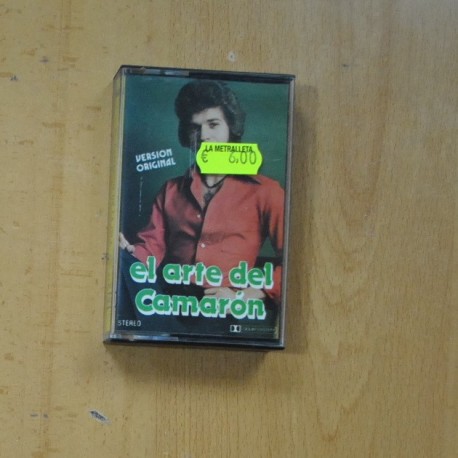 VERSION
ORIGINAL
LA METRALLETA
€ 6.00
el arte del
Camarón
STEREO